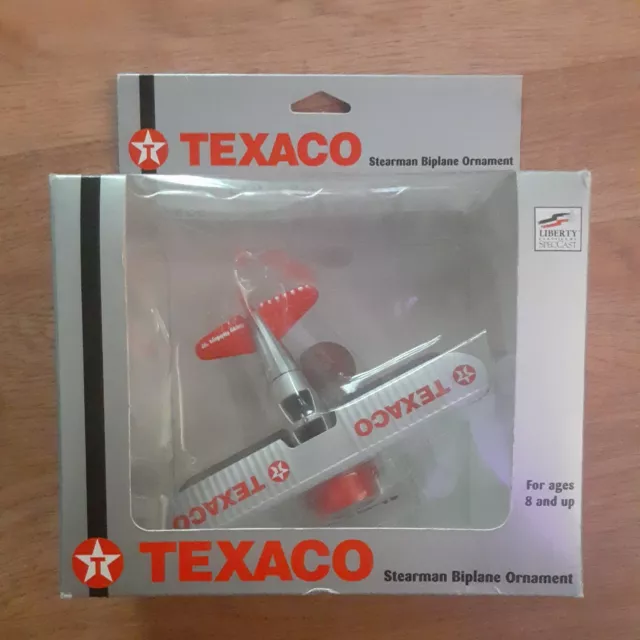 T TEXACO Stearman Biplane Ornament
LIBERTY
SPECCAST
For ages
8 and up
TEXACO T
TEXACO T
T TEXACO Stearman Biplane Ornament